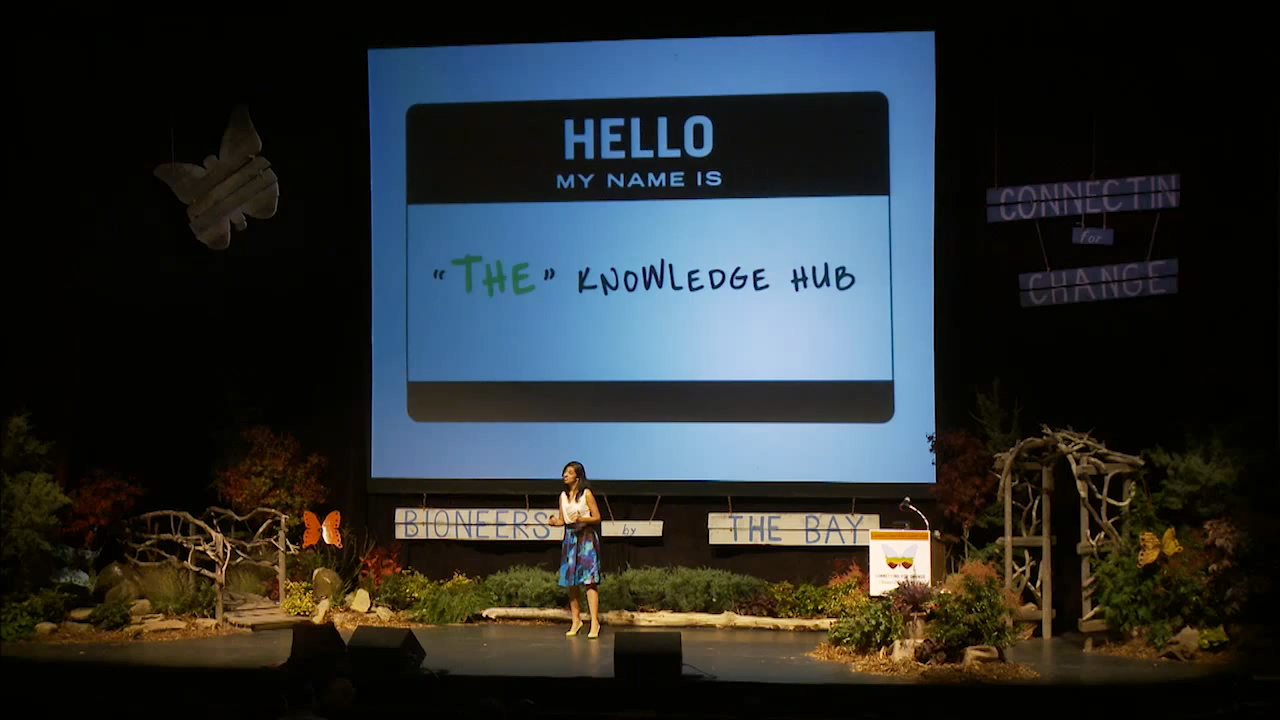 HELLO
MY NAME IS
"THE" KNOWLEDGE HUB
CONNECTIN
for
CHANGE
BIONEERS by THE BAY